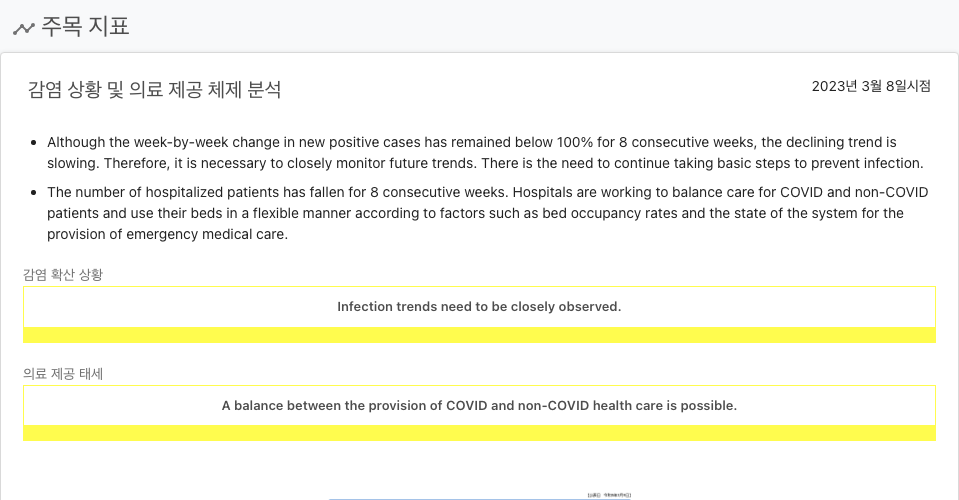 주목 지표
감염 상황 및 의료 제공 체제 분석
2023년 3월 8일시점
Although the week-by-week change in new positive cases has remained below 100% for 8 consecutive weeks, the declining trend is
slowing. Therefore, it is necessary to closely monitor future trends. There is the need to continue taking basic steps to prevent infection.
The number of hospitalized patients has fallen for 8 consecutive weeks. Hospitals are working to balance care for COVID and non-COVID
patients and use their beds in a flexible manner according to factors such as bed occupancy rates and the state of the system for the
provision of emergency medical care.
감염 확산 상황
Infection trends need to be closely observed.
의료 제공 태세
A balance between the provision of COVID and non-COVID health care is possible.